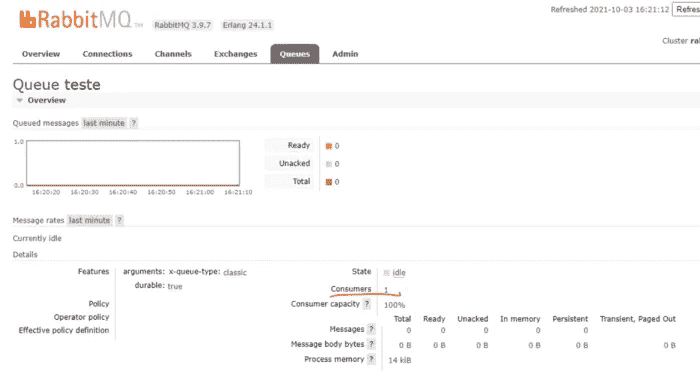 RabbitMQ TM RabbitMQ 3.9.7 Erlang 24.1.1
Refreshed 2021-10-03 16:21:12 Refres
Cluster ra
Overview Connections Channels Exchanges Queues Admin
Queue teste
Overview
Queued messages last minute ?
1.0
0.0
16:20:20 16:20:30 16:20:40 16:20:50 16:21:00 16:21:10
Ready 0
Unacked 0
Total 0
Message rates last minute ?
Currently idle
Details
Features arguments: x-queue-type: classic
durable: true
Policy
Operator policy
Effective policy definition
State idle
Consumers 1
Consumer capacity ? 100%
Total Ready Unacked In memory Persistent Transient, Paged Out
Messages ? 0 0 0 0 0 0
Message body bytes ? 0 B 0 B 0 B 0 B 0 B 0 B
Process memory ? 14 kiB